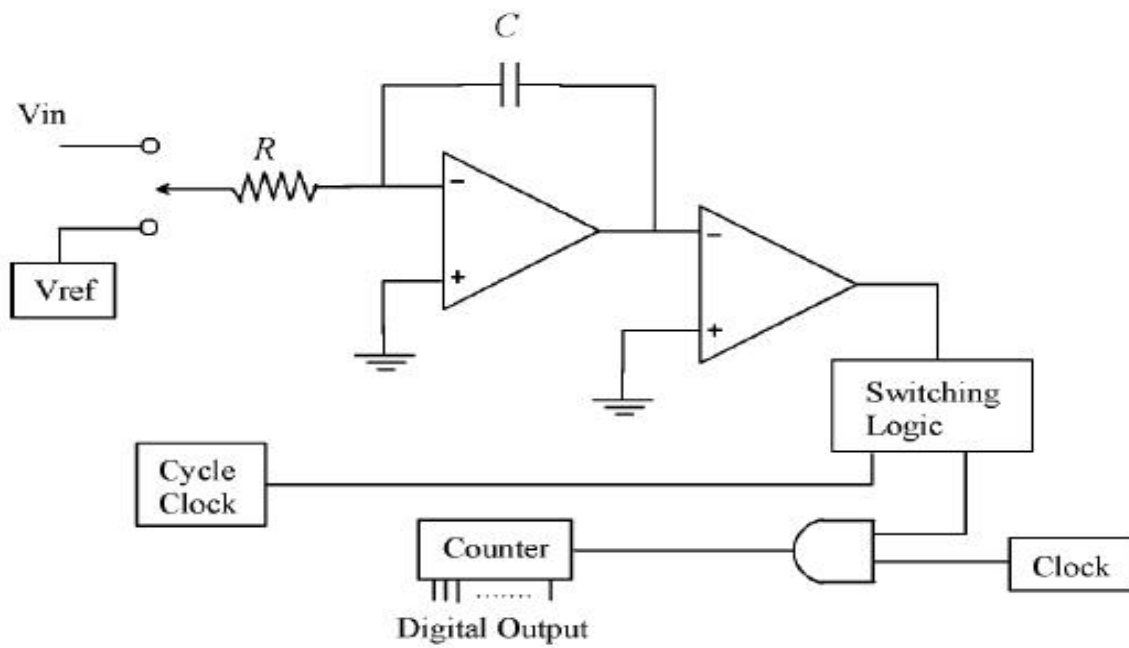 C
Vin
R
Vref
−
+
−
+
Switching
Logic
Cycle
Clock
Counter
Clock
Digital Output